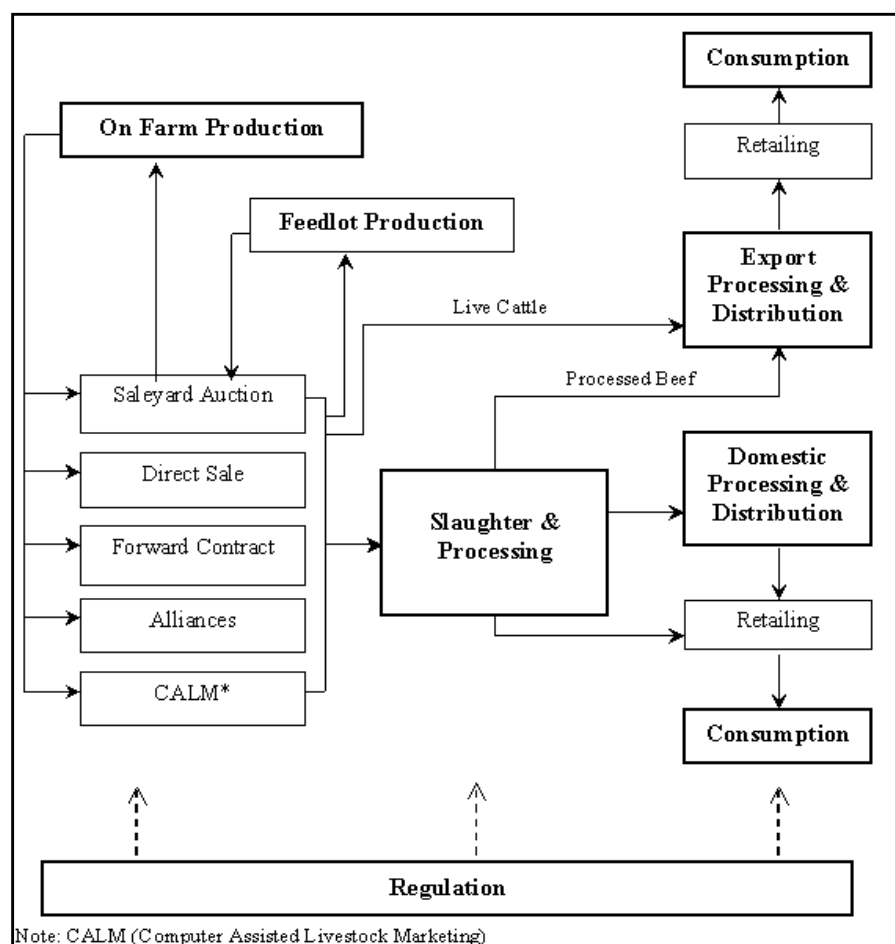 Consumption
On Farm Production
Retailing
Feedlot Production
Export
Processing &
Distribution
Live Cattle
Processed Beef
Saleyard Auction
Direct Sale
Domestic
Processing &
Distribution
Slaughter &
Processing
Forward Contract
Alliances
Retailing
CALM*
Consumption
Regulation
Note: CALM (Computer Assisted Livestock Marketing)